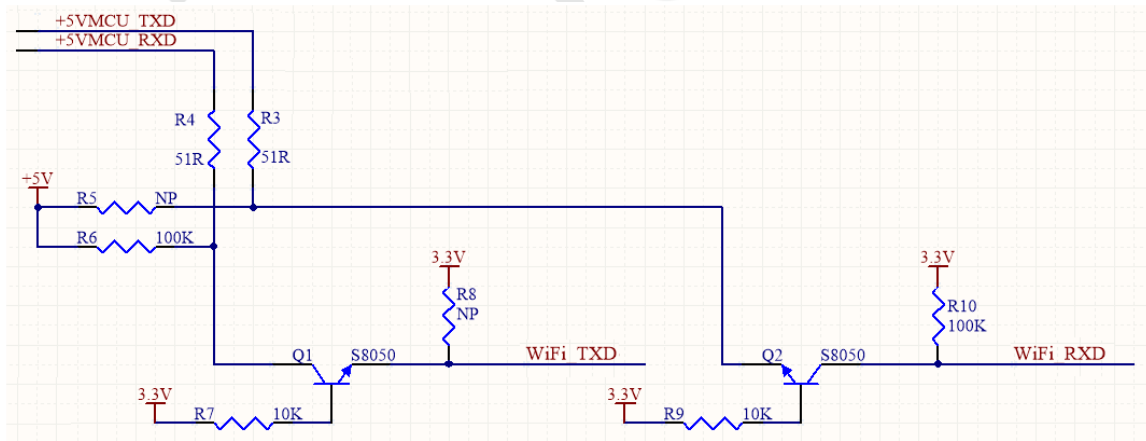 +5VMCU_TXD
+5VMCU_RXD
R4 R3
51R 51R
+5V
R5 NP
R6 100K
3.3V 3.3V
R8 R10
NP 100K
Q1 S8050 WiFi_TXD Q2 S8050 WiFi_RXD
3.3V 3.3V
R7 10K R9 10K